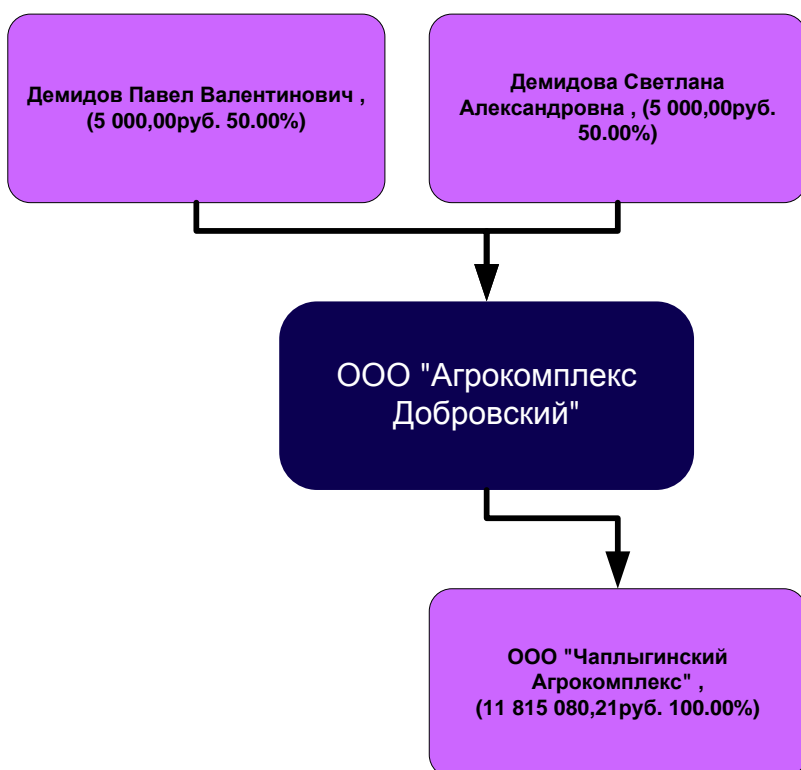 Демидов Павел Валентинович ,
(5 000,00руб. 50.00%)
Демидова Светлана
Александровна , (5 000,00руб.
50.00%)
ООО "Агрокомплекс
Добровский"
ООО "Чаплыгинский
Агрокомплекс" ,
(11 815 080,21руб. 100.00%)